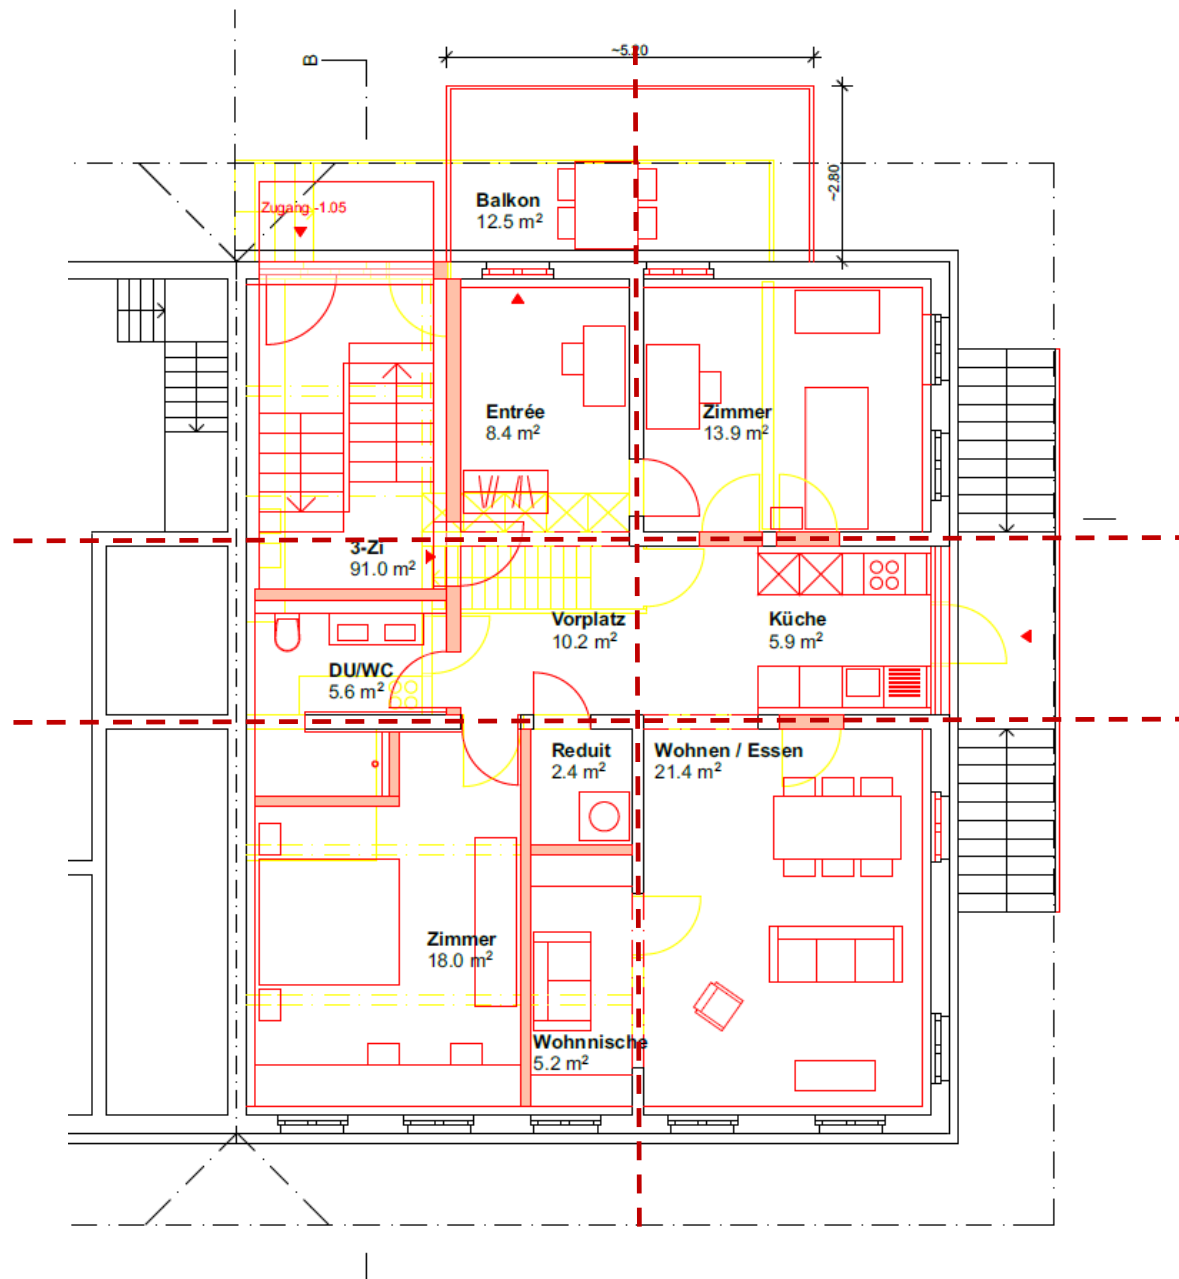 ~5.20
B
~2.80
Zugang -1.05
Balkon
12.5 m²
Entrée
8.4 m²
Zimmer
13.9 m²
3-Zi
91.0 m²
Vorplatz
10.2 m²
Küche
5.9 m²
DU/WC
5.6 m²
Reduit
2.4 m²
Wohnen / Essen
21.4 m²
Zimmer
18.0 m²
Wohnnische
5.2 m²